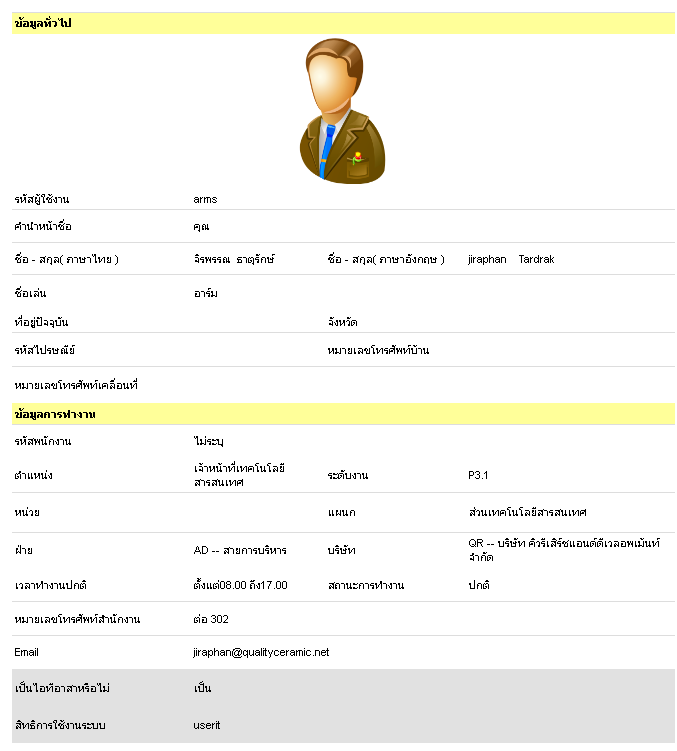 ข้อมูลทั่วไป
รหัสผู้ใช้งาน arms
คำนำหน้าชื่อ คุณ
ชื่อ - สกุล( ภาษาไทย ) จิรพรรณ ธาตุรักษ์ ชื่อ - สกุล( ภาษาอังกฤษ ) jiraphan Tardrak
ชื่อเล่น อาร์ม
ที่อยู่ปัจจุบัน จังหวัด
รหัสไปรษณีย์ หมายเลขโทรศัพท์บ้าน
หมายเลขโทรศัพท์เคลื่อนที่
ข้อมูลการทำงาน
รหัสพนักงาน ไม่ระบุ
ตำแหน่ง เจ้าหน้าที่เทคโนโลยี
สารสนเทศ ระดับงาน P3.1
หน่วย แผนก ส่วนเทคโนโลยีสารสนเทศ
ฝ่าย AD -- สายการบริหาร บริษัท QR -- บริษัท คิวรีเสิร์ชแอนด์ดีเวลอพเม้นท์
จำกัด
เวลาทำงานปกติ ตั้งแต่08.00 ถึง17.00 สถานะการทำงาน ปกติ
หมายเลขโทรศัพท์สำนักงาน ต่อ 302
Email jiraphan@qualityceramic.net
เป็นไอทีอาสาหรือไม่ เป็น
สิทธิการใช้งานระบบ userit